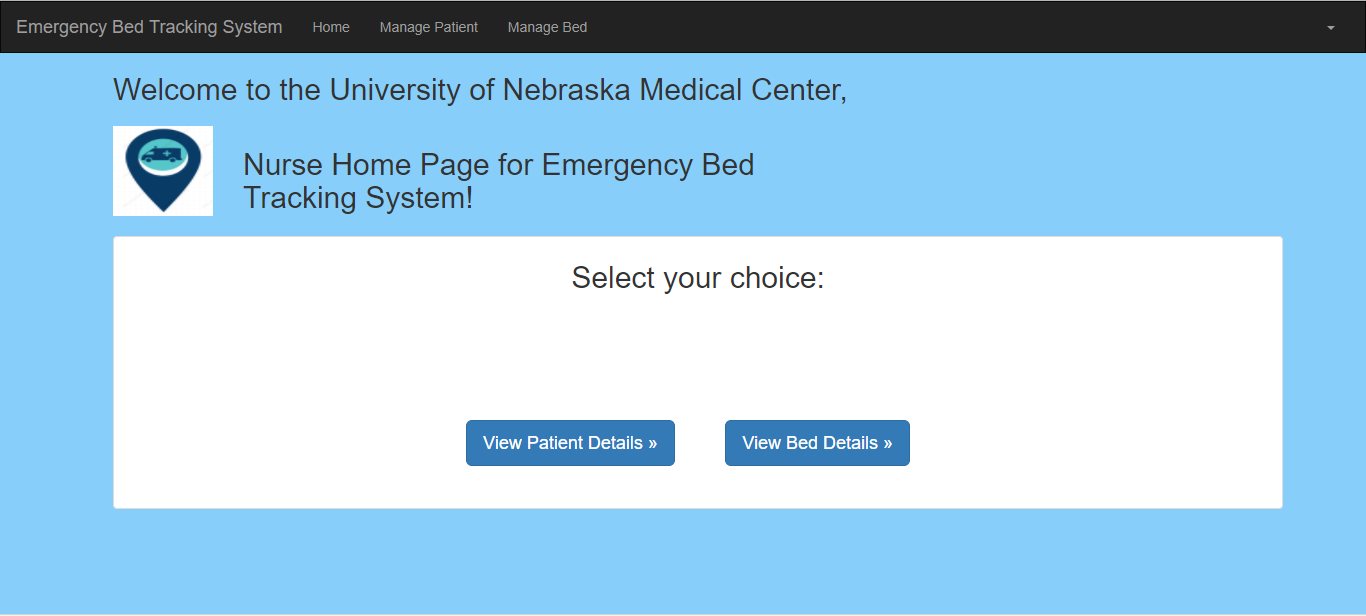 Emergency Bed Tracking System Home Manage Patient Manage Bed
Welcome to the University of Nebraska Medical Center,
Nurse Home Page for Emergency Bed
Tracking System!
Select your choice:
View Patient Details » View Bed Details »